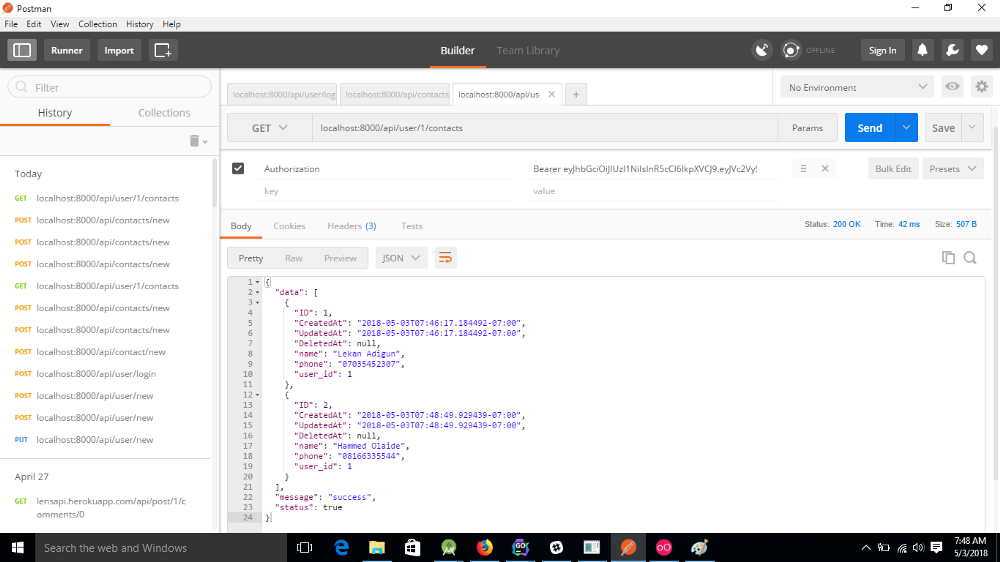 Postman
File Edit View Collection History Help
Runner Import Builder Team Library OFFLINE Sign In
Filter
History Collections
Today
GET localhost:8000/api/user/1/contacts
POST localhost:8000/api/contacts/new
POST localhost:8000/api/contacts/new
POST localhost:8000/api/contacts/new
GET localhost:8000/api/user/1/contacts
POST localhost:8000/api/contacts/new
POST localhost:8000/api/contacts/new
POST localhost:8000/api/contact/new
POST localhost:8000/api/user/login
POST localhost:8000/api/user/new
POST localhost:8000/api/user/new
PUT localhost:8000/api/user/new
April 27
GET lensapi.herokuapp.com/api/post/1/c
omments/0
localhost:8000/api/user/log localhost:8000/api/contacts localhost:8000/api/us No Environment
GET localhost:8000/api/user/1/contacts Params Send Save
Authorization Bearer Bulk Edit Presets
key value
Body Cookies Headers (3) Tests Status: 200 OK Time: 42 ms Size: 507 B
Pretty Raw Preview JSON
1 {
2 "data": [
3 {
4 "ID": 1,
5 "CreatedAt": "2018-05-03T07:46:17.184492-07:00",
6 "UpdatedAt": "2018-05-03T07:46:17.184492-07:00",
7 "DeletedAt": null,
8 "name": "Lekan Adigun",
9 "phone": "07035452307",
10 "user_id": 1
11 },
12 {
13 "ID": 2,
14 "CreatedAt": "2018-05-03T07:48:49.929439-07:00",
15 "UpdatedAt": "2018-05-03T07:48:49.929439-07:00",
16 "DeletedAt": null,
17 "name": "Hammed Olaide",
18 "phone": "08166335544",
19 "user_id": 1
20 }
21 ],
22 "message": "success",
23 "status": true
24 }
Search the web and Windows
7:48 AM
5/3/2018